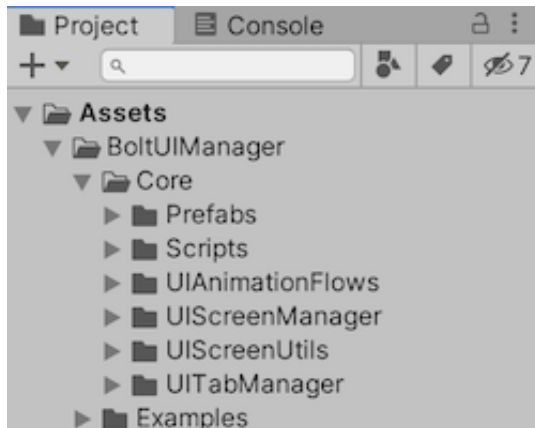 Project Console
7
Assets
BoltUIManager
Core
Prefabs
Scripts
UIAnimationFlows
UIScreenManager
UIScreenUtils
UITabManager
Examples